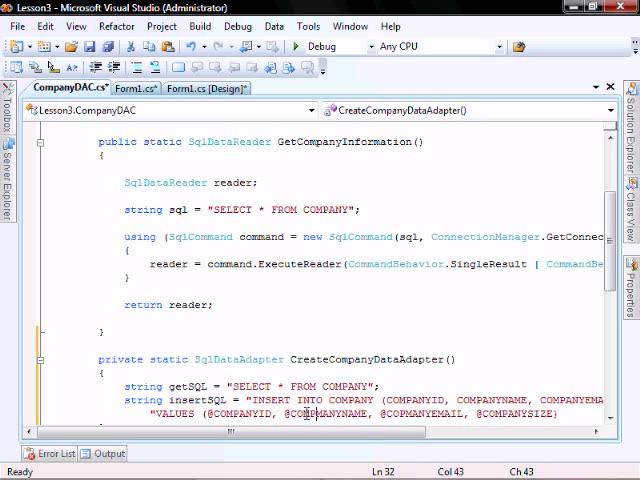 Lesson3 - Microsoft Visual Studio (Administrator)
File Edit View Refactor Project Build Debug Data Tools Window Help
Debug Any CPU
CompanyDAC.cs* Form1.cs* Form1.cs [Design]*
Lesson3.CompanyDAC CreateCompanyDataAdapter()
Toolbox
Server Explorer
Solution Explorer
Class View
Properties
public static SqlDataReader GetCompanyInformation()
{
SqlDataReader reader;
string sql = "SELECT * FROM COMPANY";
using (SqlCommand command = new SqlCommand(sql, ConnectionManager.GetConnec
{
reader = command.ExecuteReader(CommandBehavior.SingleResult | CommandBe
}
return reader;
}
private static SqlDataAdapter CreateCompanyDataAdapter()
{
string getSQL = "SELECT * FROM COMPANY";
string insertSQL = "INSERT INTO COMPANY (COMPANYID, COMPANYNAME, COMPANYEMA
"VALUES (@COMPANYID, @COMPMANYNAME, @COPMANYEMAIL, @COMPANYSIZE)
Error List Output
Ready Ln 32 Col 43 Ch 43